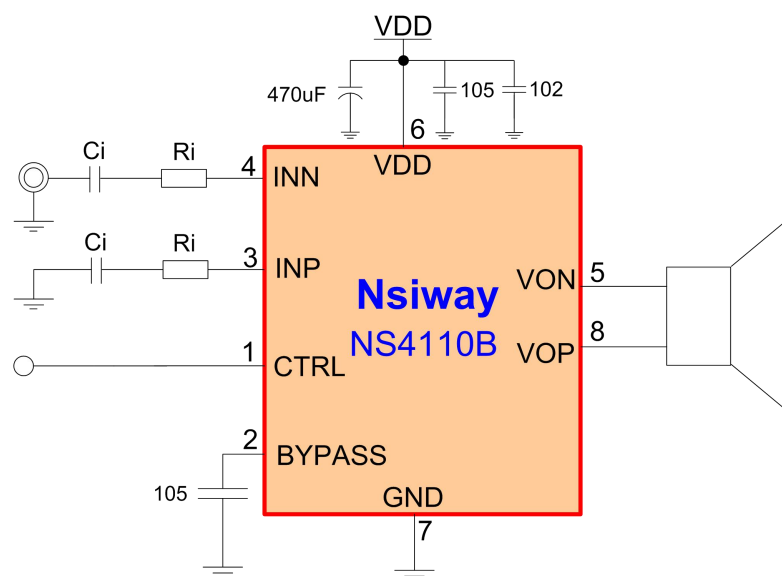 VDD
470uF
105
102
6
VDD
Ci
Ri
4
INN
Ci
Ri
3
INP
Nsiway
NS4110B
VON
5
VOP
8
1
CTRL
2
BYPASS
105
GND
7